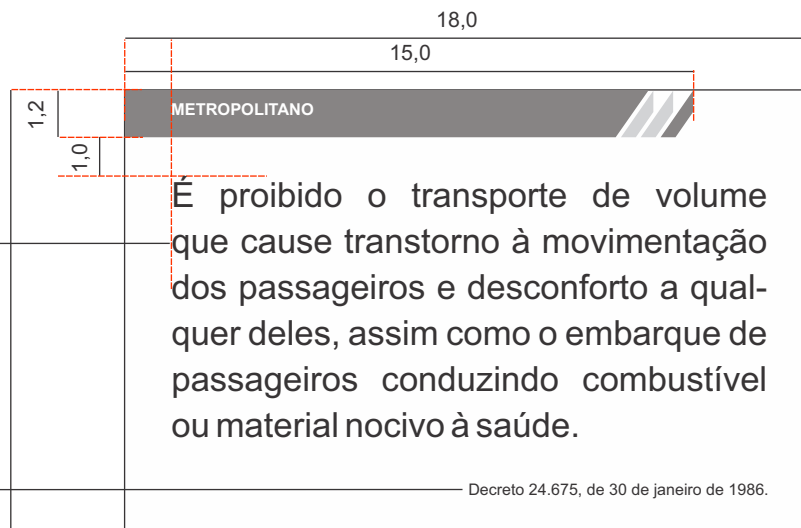 18,0
15,0
1,2
METROPOLITANO
1,0
É proibido o transporte de volume
que cause transtorno à movimentação
dos passageiros e desconforto a qual-
quer deles, assim como o embarque de
passageiros conduzindo combustível
ou material nocivo à saúde.
Decreto 24.675, de 30 de janeiro de 1986.